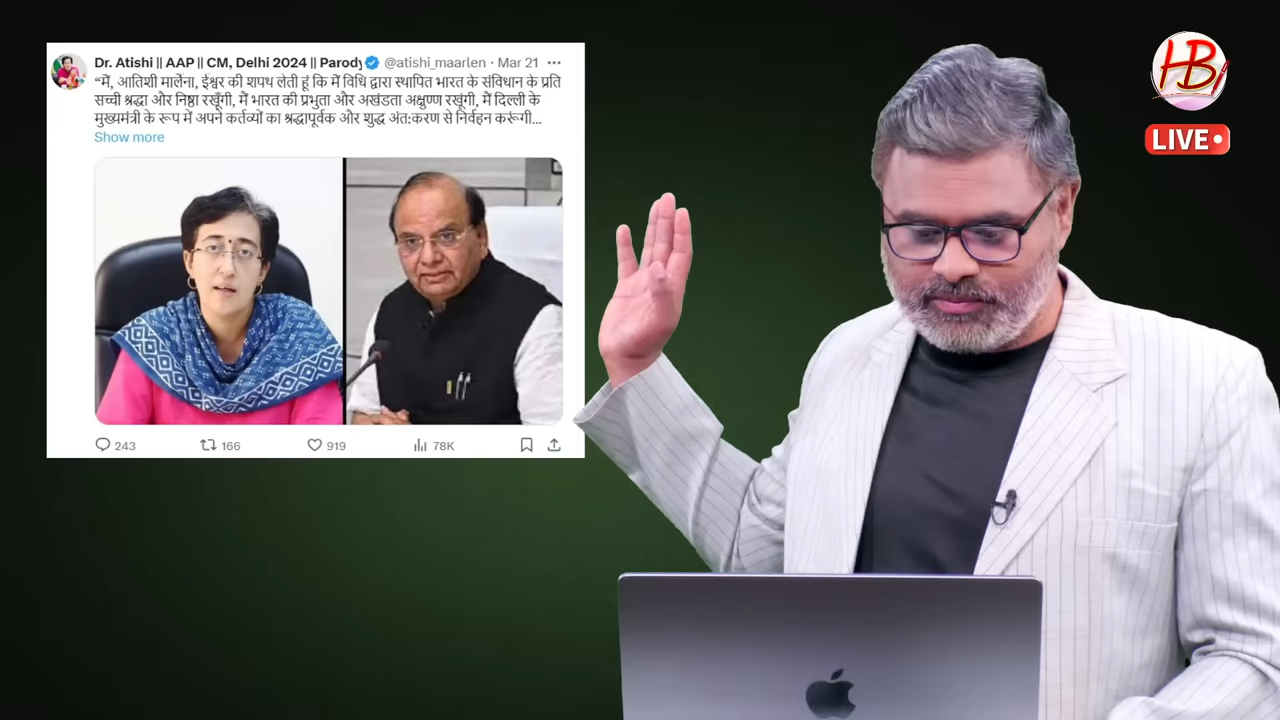 Dr. Atishi || AAP || CM, Delhi 2024 || Parody @atishi_maarlen · Mar 21
“मैं, आतिशी मार्लेना, ईश्वर की शपथ लेती हूं कि मैं विधि द्वारा स्थापित भारत के संविधान के प्रति
सच्ची श्रद्धा और निष्ठा रखूँगी, मैं भारत की प्रभुता और अखंडता अक्षुण्ण रखूंगी, मैं दिल्ली के
मुख्यमंत्री के रूप में अपने कर्तव्यों का श्रद्धापूर्वक और शुद्ध अंत:करण से निर्वहन करूंगी...
Show more
243 166 919 78K
HBI
LIVE